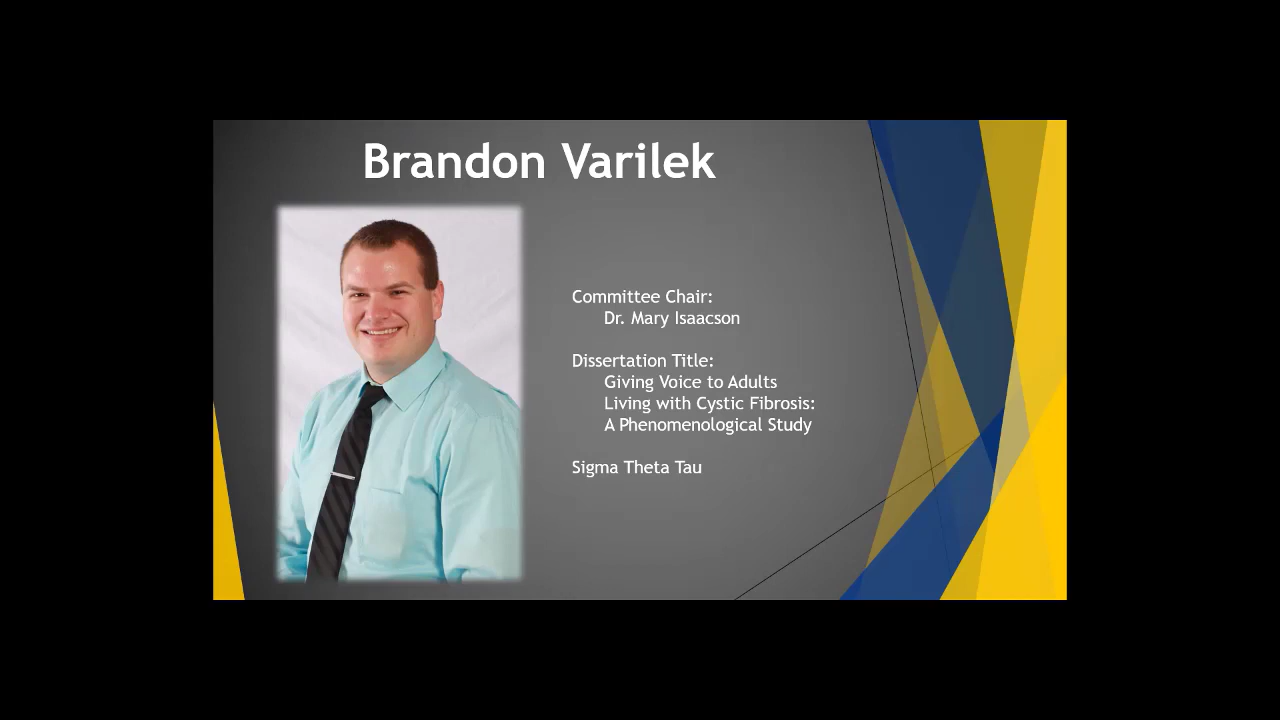 Brandon Varilek
Committee Chair:
Dr. Mary Isaacson
Dissertation Title:
Giving Voice to Adults
Living with Cystic Fibrosis:
A Phenomenological Study
Sigma Theta Tau